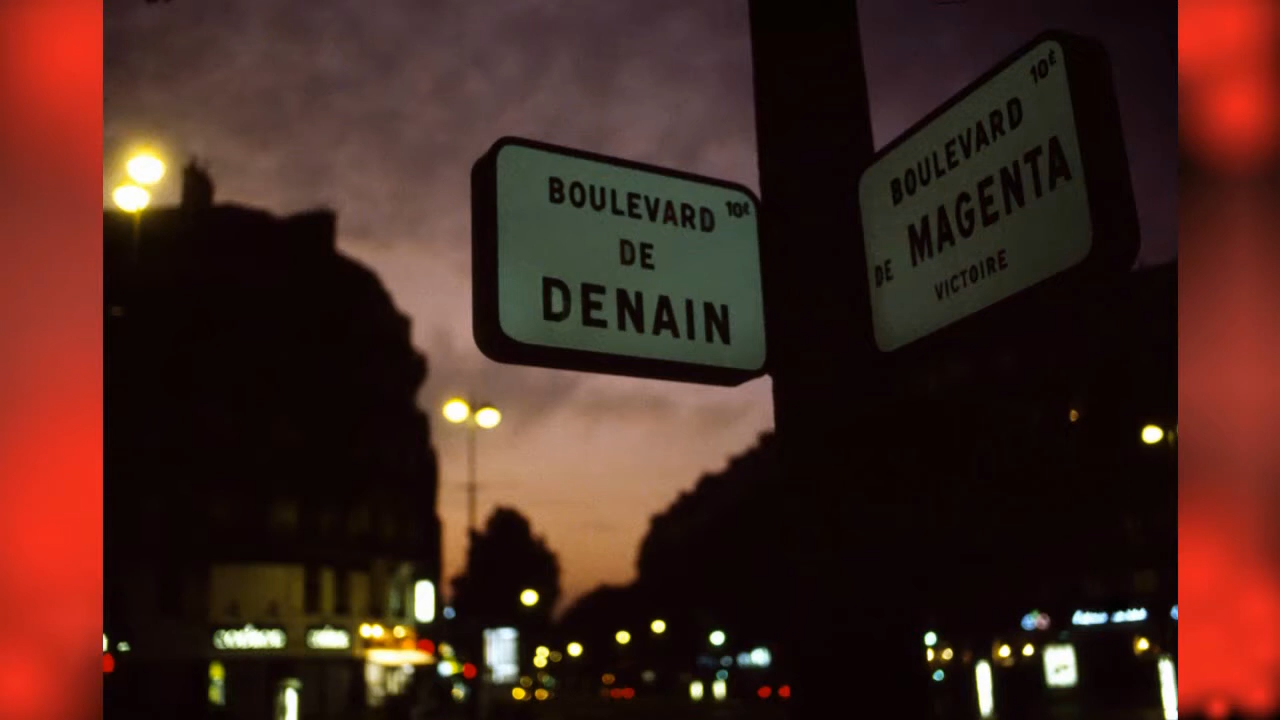 BOULEVARD 10e
DE
DENAIN
10e
BOULEVARD
DE MAGENTA
VICTOIRE